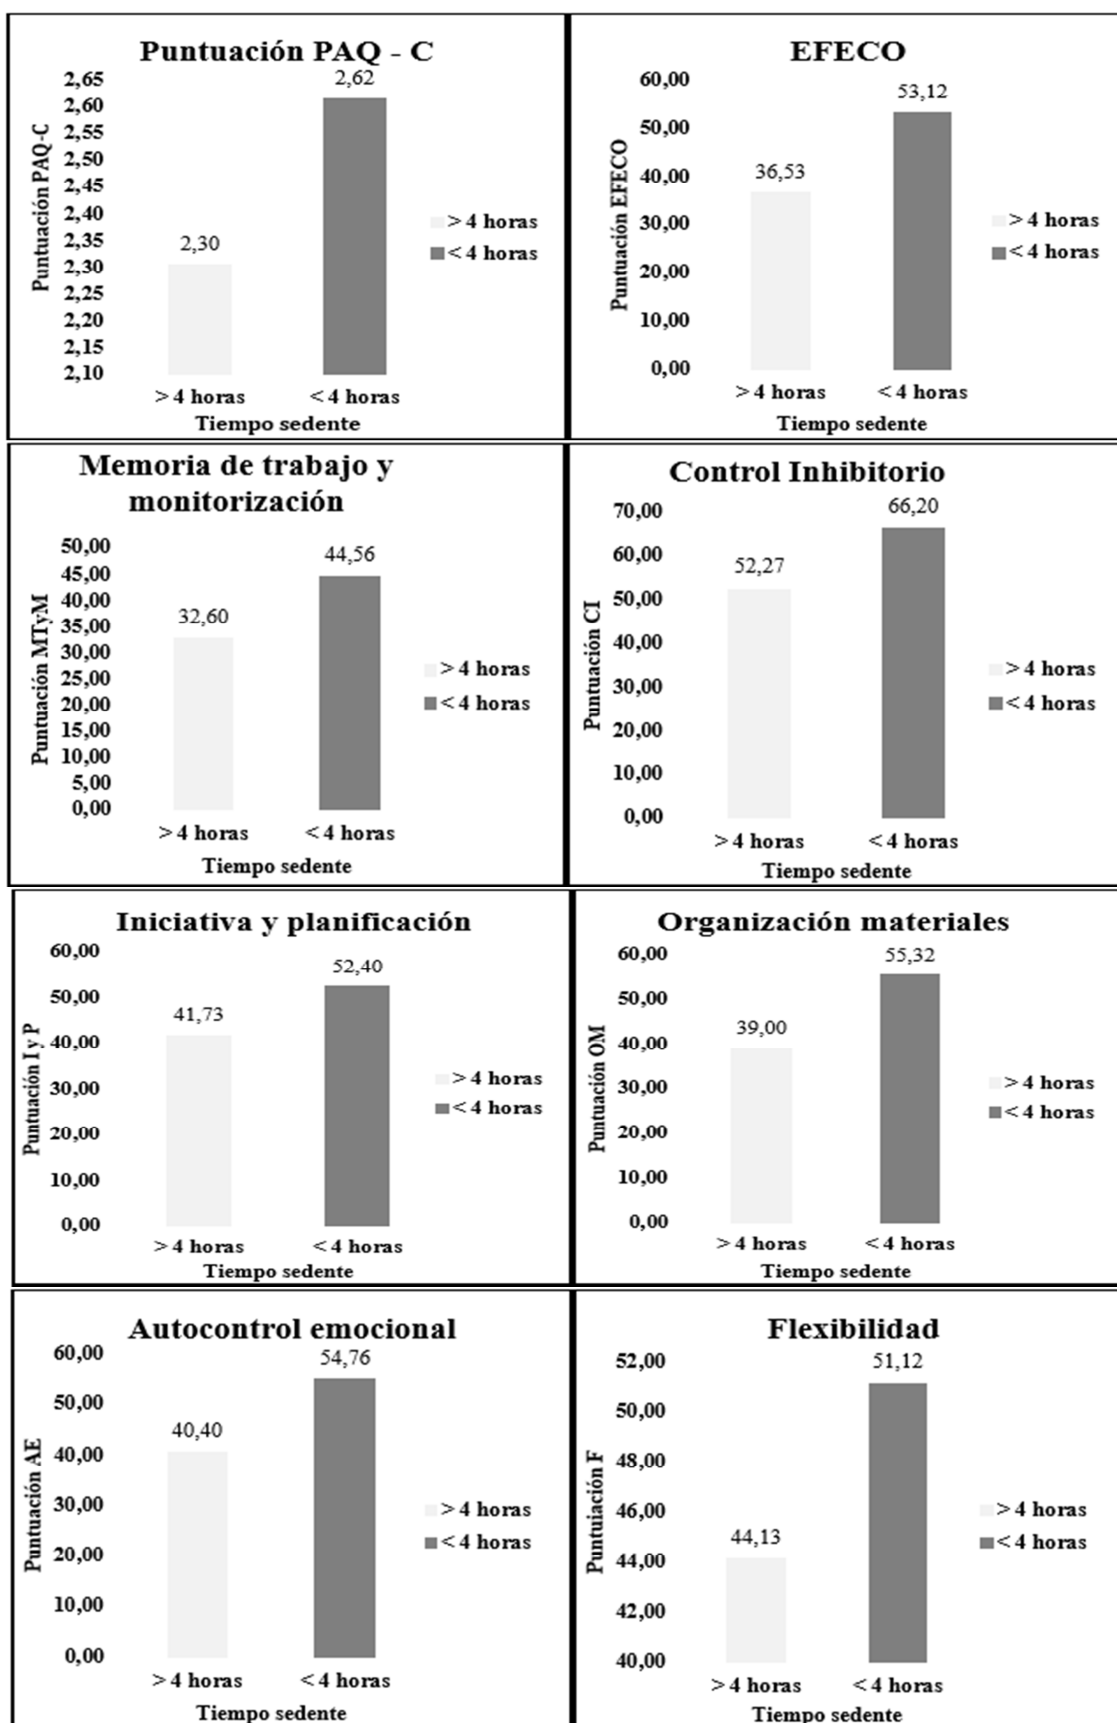 Puntuación PAQ - C
2,65
2,60
2,55
2,50
2,45
2,40
2,35
2,30
2,25
2,20
2,15
2,10
Puntuación PAQ-C
2,30
2,62
> 4 horas
< 4 horas
Tiempo sedente
> 4 horas
< 4 horas
EFECO
60,00
50,00
40,00
30,00
20,00
10,00
0,00
Puntuación EFECO
36,53
53,12
> 4 horas
< 4 horas
Tiempo sedente
> 4 horas
< 4 horas
Memoria de trabajo y
monitorización
50,00
45,00
40,00
35,00
30,00
25,00
20,00
15,00
10,00
5,00
0,00
Puntuación MTyM
32,60
44,56
> 4 horas
< 4 horas
Tiempo sedente
> 4 horas
< 4 horas
Control Inhibitorio
70,00
60,00
50,00
40,00
30,00
20,00
10,00
0,00
Puntuación CI
52,27
66,20
> 4 horas
< 4 horas
Tiempo sedente
> 4 horas
< 4 horas
Iniciativa y planificación
60,00
50,00
40,00
30,00
20,00
10,00
0,00
Puntuación I y P
41,73
52,40
> 4 horas
< 4 horas
Tiempo sedente
> 4 horas
< 4 horas
Organización materiales
60,00
50,00
40,00
30,00
20,00
10,00
0,00
Puntuación OM
39,00
55,32
> 4 horas
< 4 horas
Tiempo sedente
> 4 horas
< 4 horas
Autocontrol emocional
60,00
50,00
40,00
30,00
20,00
10,00
0,00
Puntuación AE
40,40
54,76
> 4 horas
< 4 horas
Tiempo sedente
> 4 horas
< 4 horas
Flexibilidad
52,00
50,00
48,00
46,00
44,00
42,00
40,00
Puntuiación F
44,13
51,12
> 4 horas
< 4 horas
Tiempo sedente
> 4 horas
< 4 horas